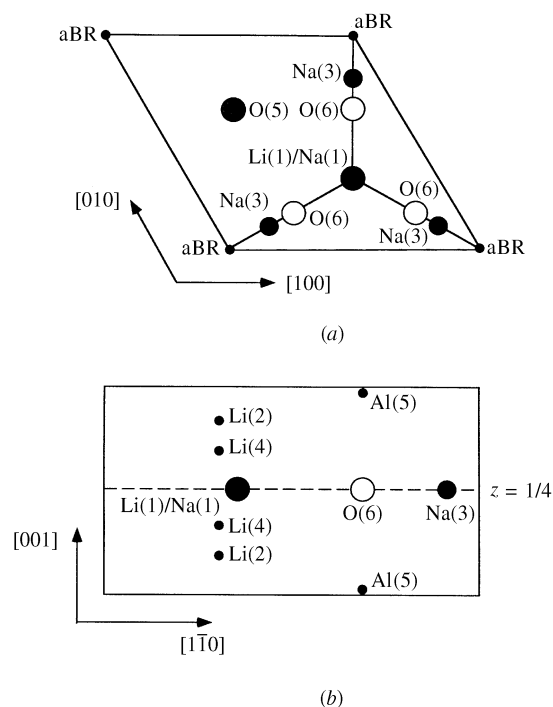 aBR
aBR
Na(3)
O(5)
O(6)
Li(1)/Na(1)
[010]
Na(3)
O(6)
O(6)
aBR
Na(3)
aBR
[100]
(a)
Al(5)
Li(2)
Li(4)
Li(1)/Na(1)
O(6)
Na(3)
z = 1/4
[001]
Li(4)
Li(2)
Al(5)
[11̄0]
(b)